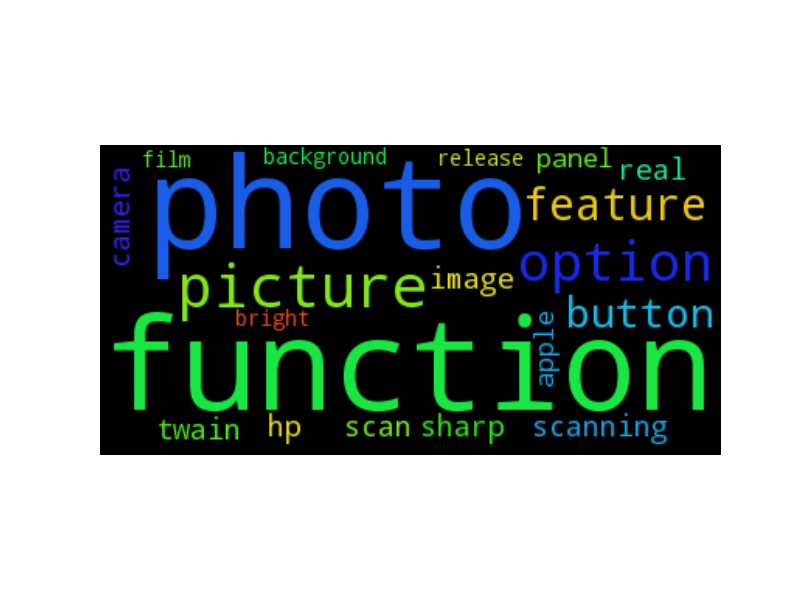 film background release panel real
camera
photo feature
option
picture image
bright button
function apple
twain hp scan sharp scanning